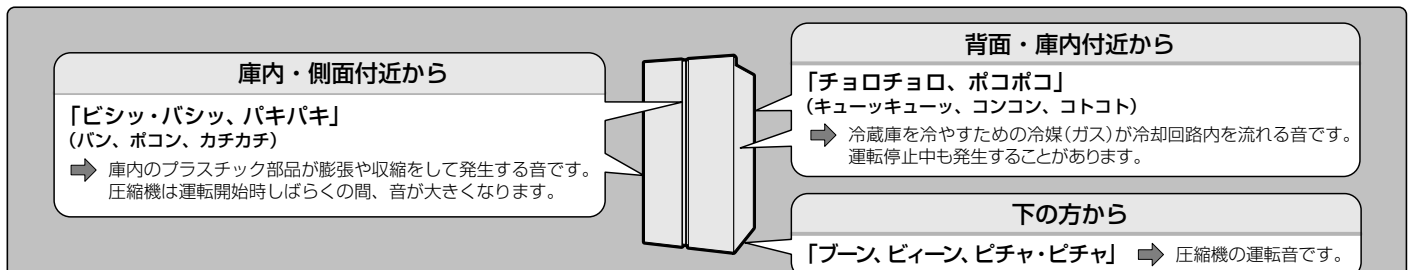 庫内・側面付近から
「ビシッ・バシッ、パキパキ」
（バン、ポコン、カチカチ）
庫内のプラスチック部品が膨張や収縮をして発生する音です。
圧縮機は運転開始時しばらくの間、音が大きくなります。
背面・庫内付近から
「チョロチョロ、ポコポコ」
（キューッキューッ、コンコン、コトコト）
冷蔵庫を冷やすための冷媒（ガス）が冷却回路内を流れる音です。
運転停止中も発生することがあります。
下の方から
「ブーン、ビィーン、ピチャ・ピチャ」 圧縮機の運転音です。